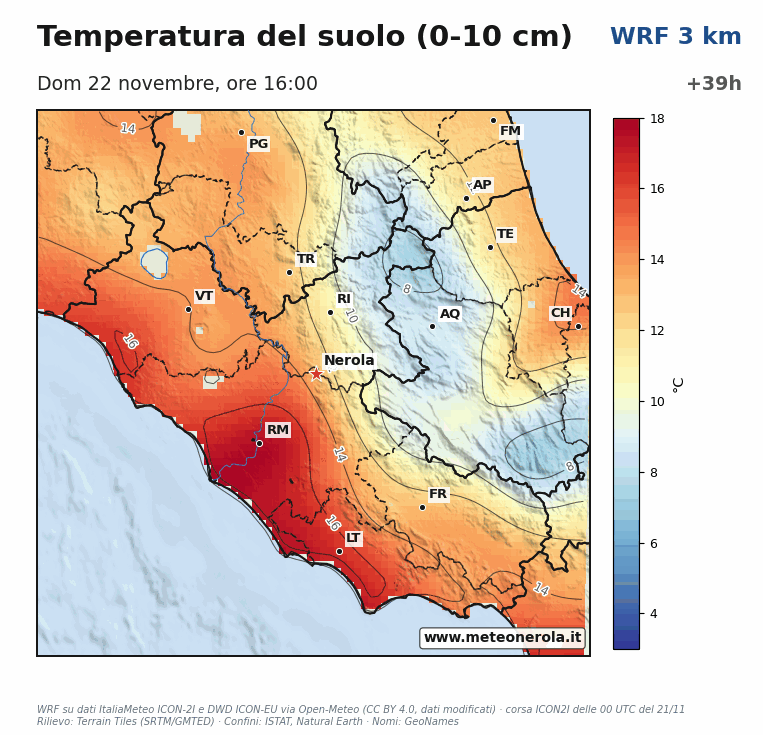 Temperatura del suolo (0-10 cm)
WRF 3 km
Dom 22 novembre, ore 16:00
+39h
14
PG
FM
AP
TE
TR
VT
RI
10
8
AQ
14
CH
16
Nerola
RM
14
8
FR
16
LT
14
www.meteonerola.it
18
16
14
12
10
8
6
4
°C
WRF su dati ItaliaMeteo ICON-2I e DWD ICON-EU via Open-Meteo (CC BY 4.0, dati modificati) · corsa ICON2I delle 00 UTC del 21/11
Rilievo: Terrain Tiles (SRTM/GMTED) · Confini: ISTAT, Natural Earth · Nomi: GeoNames